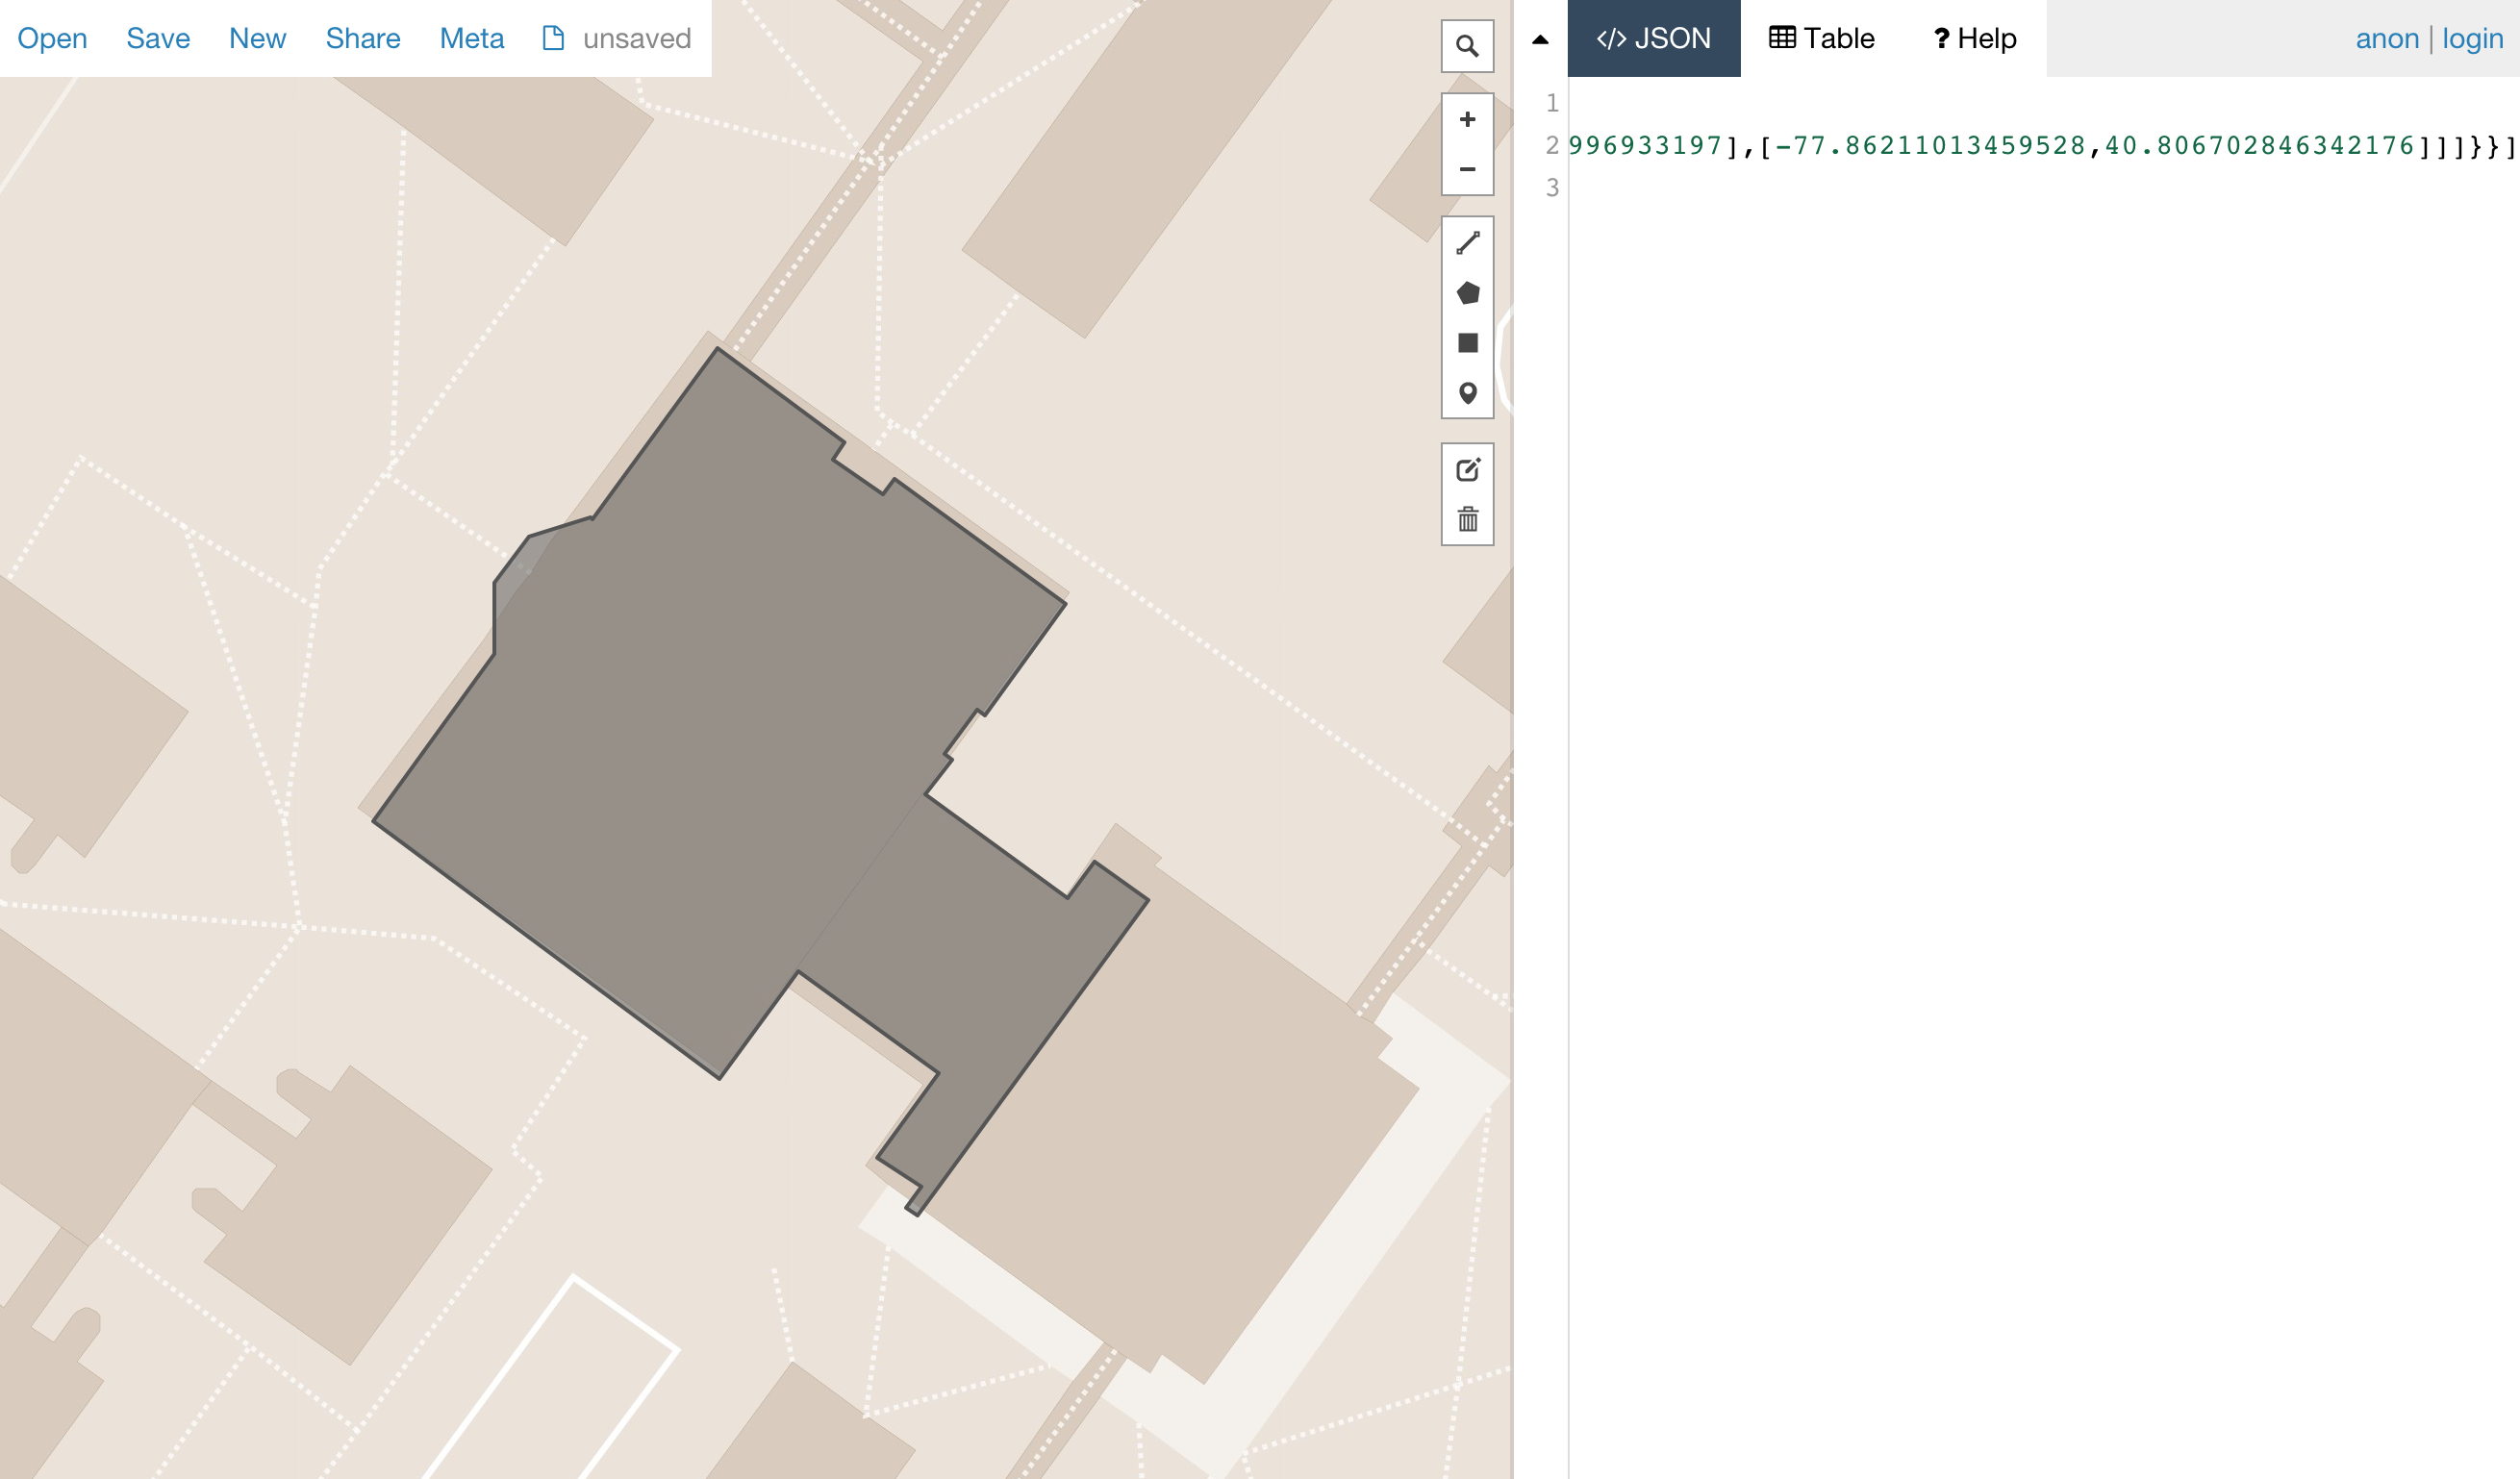 Open Save New Share Meta unsaved
</> JSON Table ? Help anon | login
1
2 996933197],[-77.86211013459528,40.806702846342176]]]}}]
3